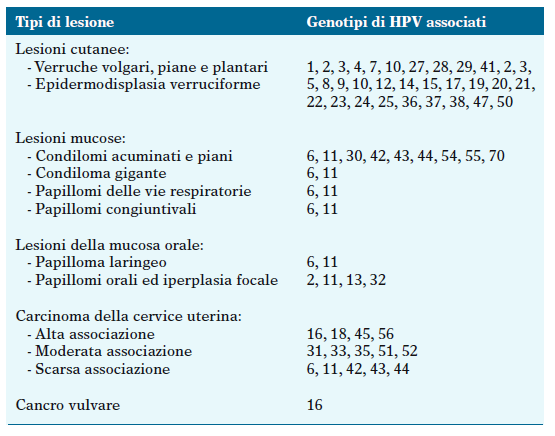 Tipi di lesione Genotipi di HPV associati
Lesioni cutanee:
- Verruche volgari, piane e plantari 1, 2, 3, 4, 7, 10, 27, 28, 29, 41, 2, 3,
- Epidermodisplasia verruciforme 5, 8, 9, 10, 12, 14, 15, 17, 19, 20, 21,
22, 23, 24, 25, 36, 37, 38, 47, 50
Lesioni mucose:
- Condilomi acuminati e piani 6, 11, 30, 42, 43, 44, 54, 55, 70
- Condiloma gigante 6, 11
- Papillomi delle vie respiratorie 6, 11
- Papillomi congiuntivali 6, 11
Lesioni della mucosa orale:
- Papilloma laringeo 6, 11
- Papillomi orali ed iperplasia focale 2, 11, 13, 32
Carcinoma della cervice uterina:
- Alta associazione 16, 18, 45, 56
- Moderata associazione 31, 33, 35, 51, 52
- Scarsa associazione 6, 11, 42, 43, 44
Cancro vulvare 16